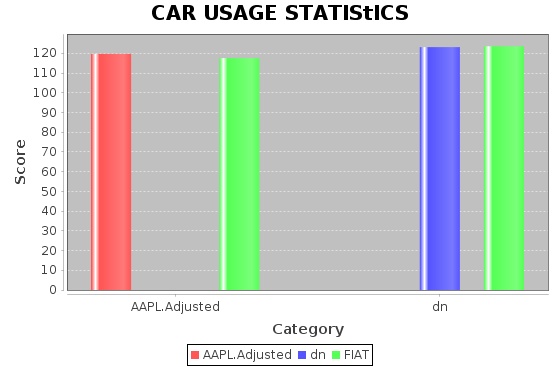 CAR USAGE STATIStICS
Score
120
110
100
90
80
70
60
50
40
30
20
10
0
AAPL.Adjusted dn
Category
AAPL.Adjusted dn FIAT